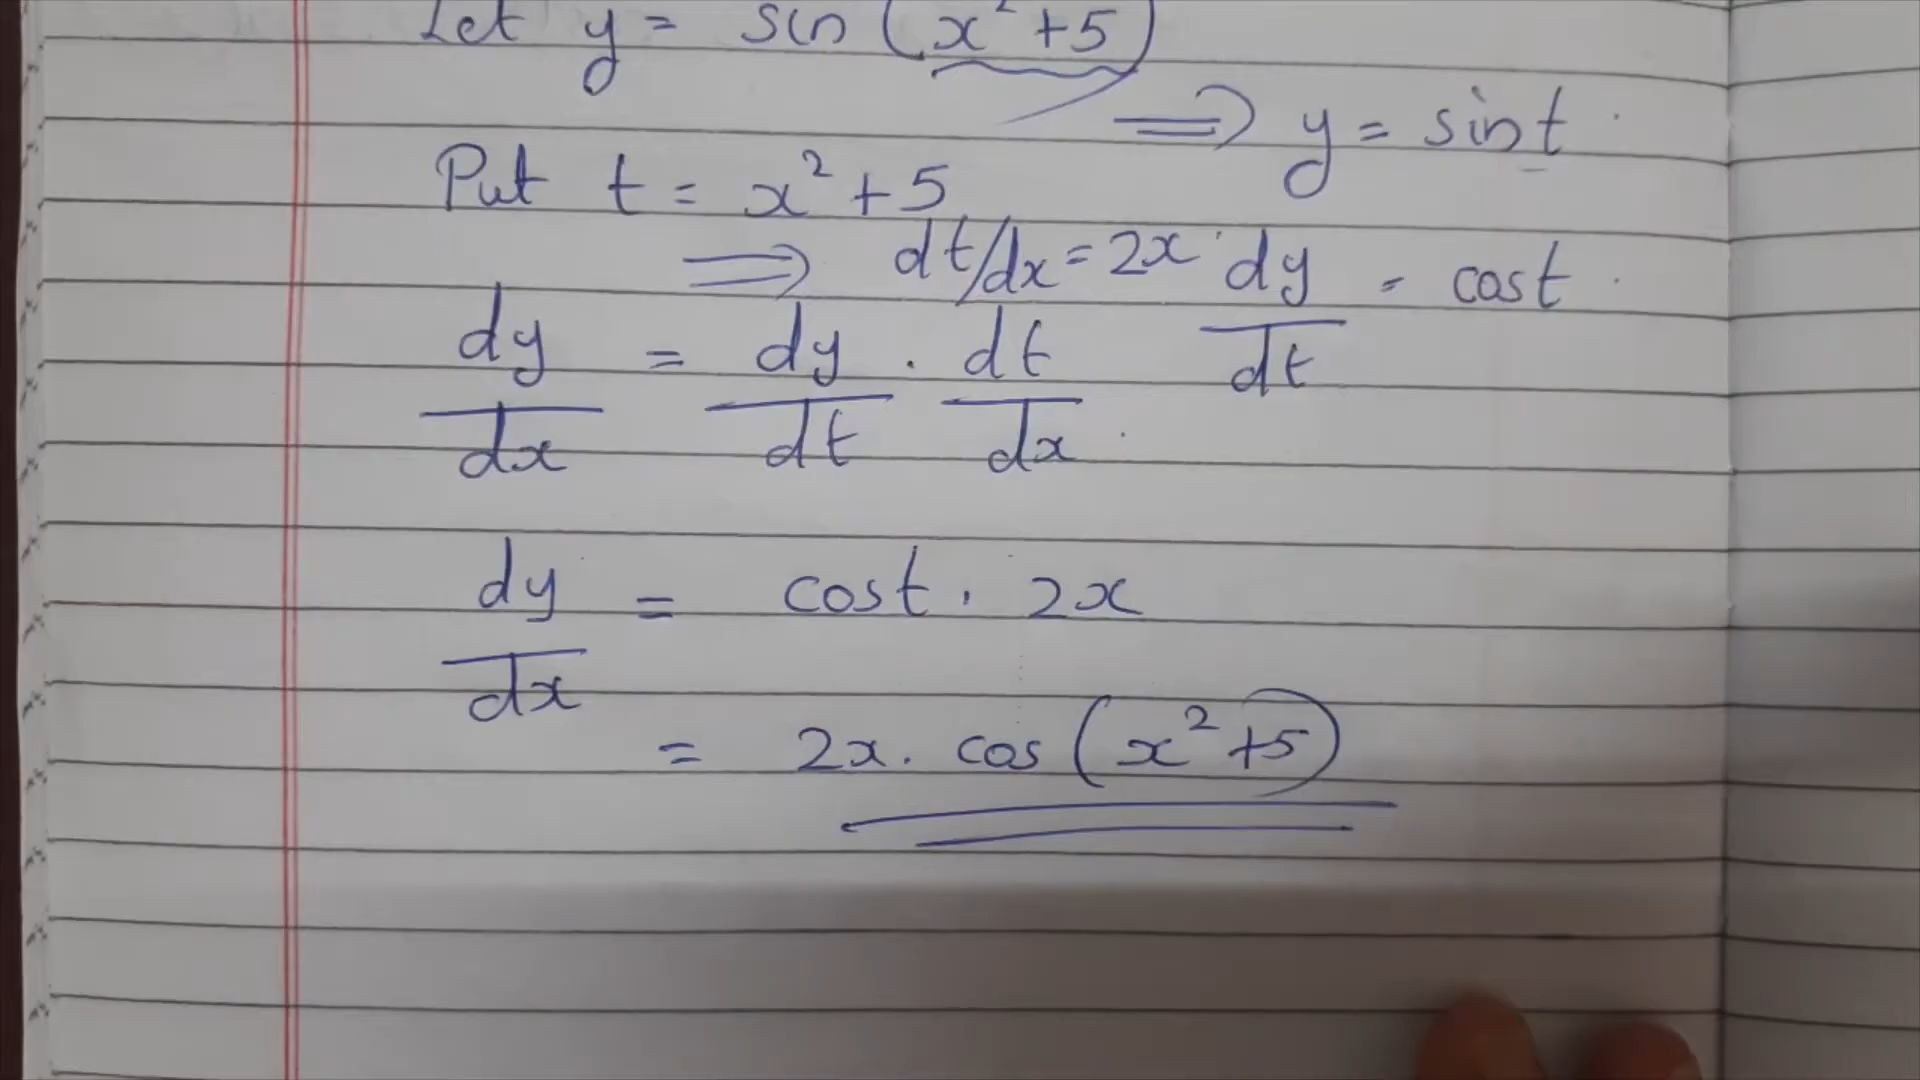 Let y = sin (x² + 5)
⟹ y = sin t
Put t = x² + 5
⟹ dt/dx = 2x
dy/dt = cos t
dy/dx = dy/dt . dt/dx
dy/dx = cos t . 2x
= 2x . cos (x² + 5)